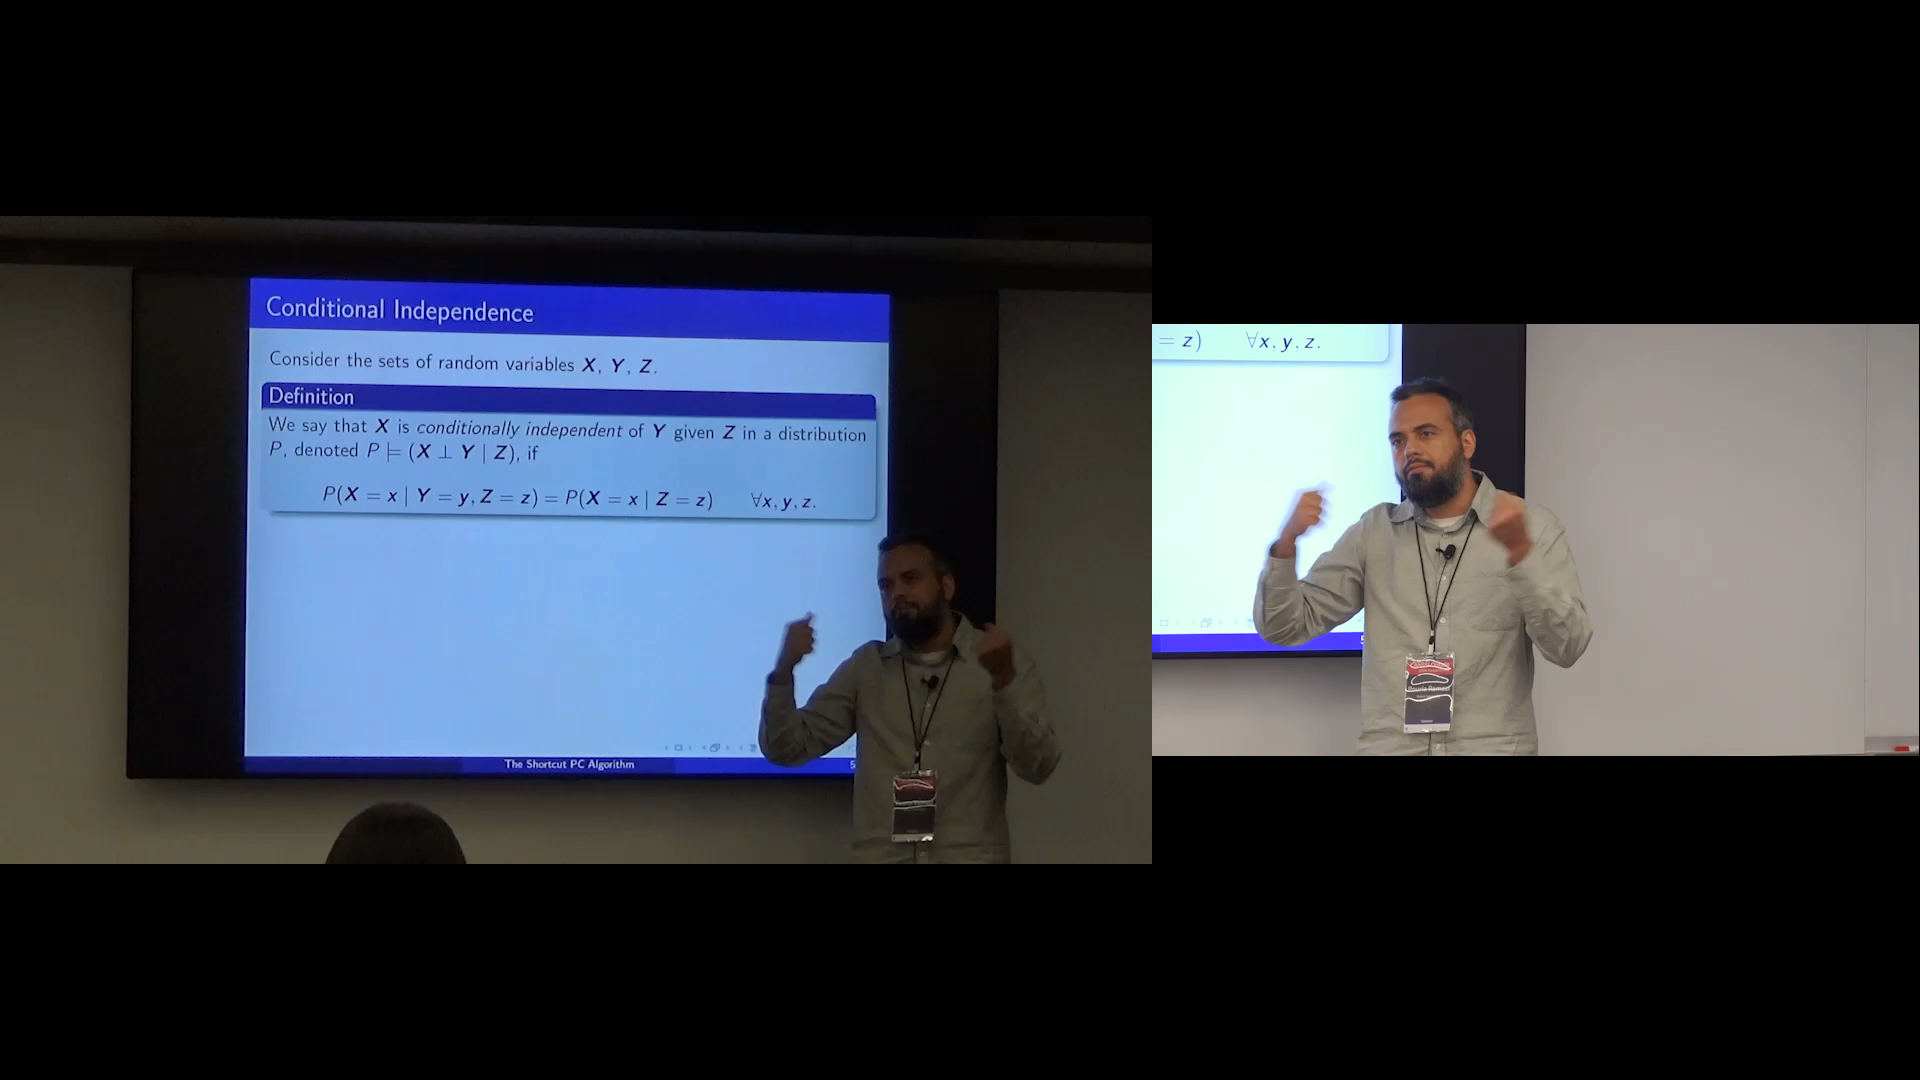 Conditional Independence
Consider the sets of random variables X, Y, Z.
Definition
We say that X is conditionally independent of Y given Z in a distribution
P, denoted P ⊨ (X ⊥ Y | Z), if
P(X = x | Y = y, Z = z) = P(X = x | Z = z) ∀x, y, z.
The Shortcut PC Algorithm
5
= z) ∀x, y, z.